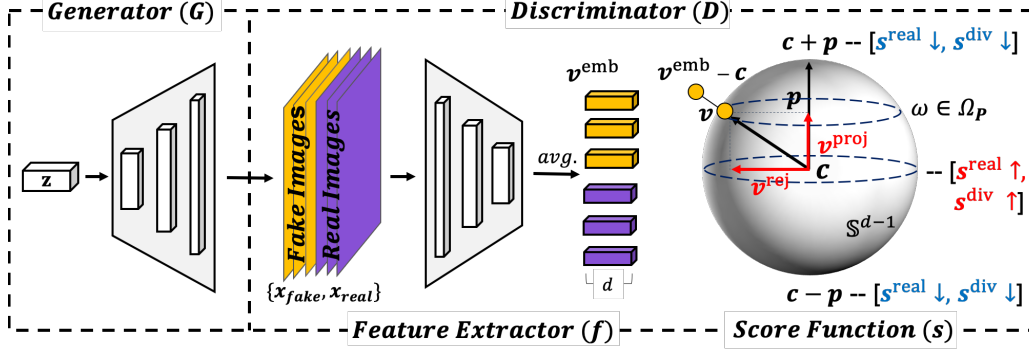 Generator (G)
Discriminator (D)
z
Fake Images
Real Images
{x_fake, x_real}
avg.
v^emb
d
c + p -- [s^real ↓, s^div ↓]
v^emb − c
v
p
ω ∈ Ω_P
v^proj
c
v^rej
-- [s^real ↑,
s^div ↑]
𝕊^{d−1}
c − p -- [s^real ↓, s^div ↓]
Feature Extractor (f)
Score Function (s)